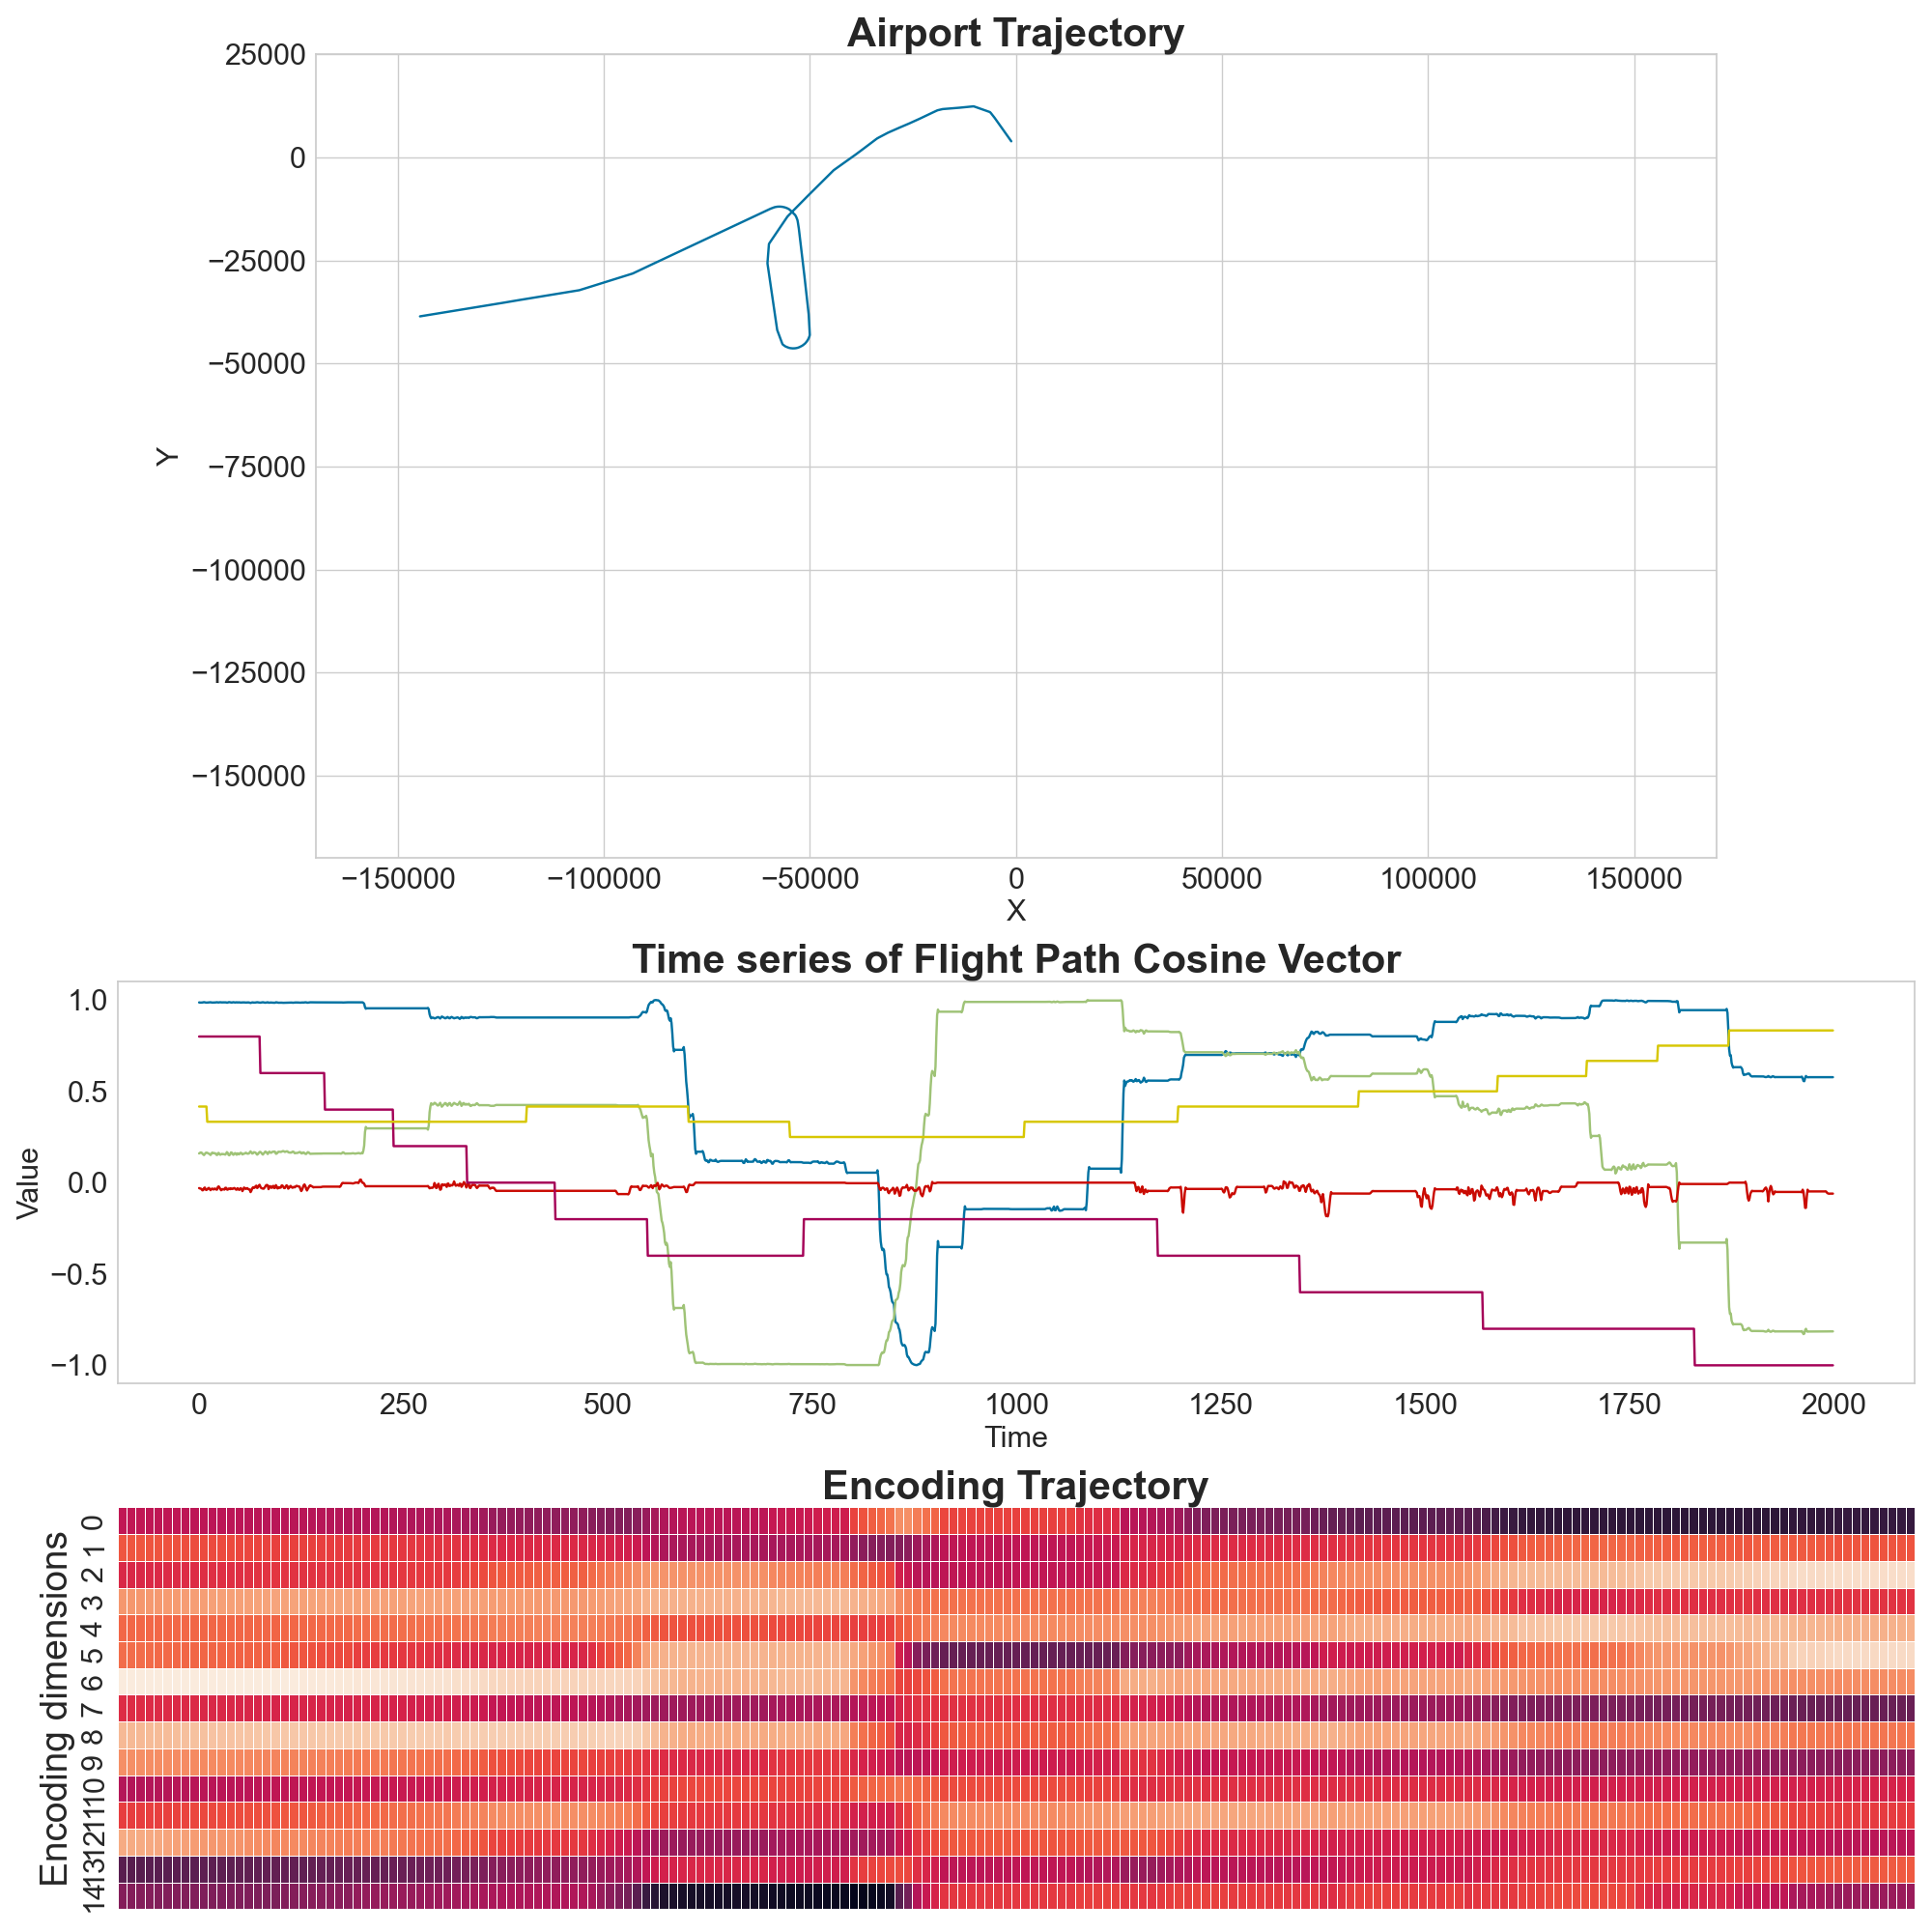 Airport Trajectory
25000
0
−25000
−50000
−75000
−100000
−125000
−150000
Y
−150000 −100000 −50000 0 50000 100000 150000
X
Time series of Flight Path Cosine Vector
1.0
0.5
0.0
−0.5
−1.0
Value
0 250 500 750 1000 1250 1500 1750 2000
Time
Encoding Trajectory
Encoding dimensions
0
1
2
3
4
5
6
7
8
9
10
11
12
13
14